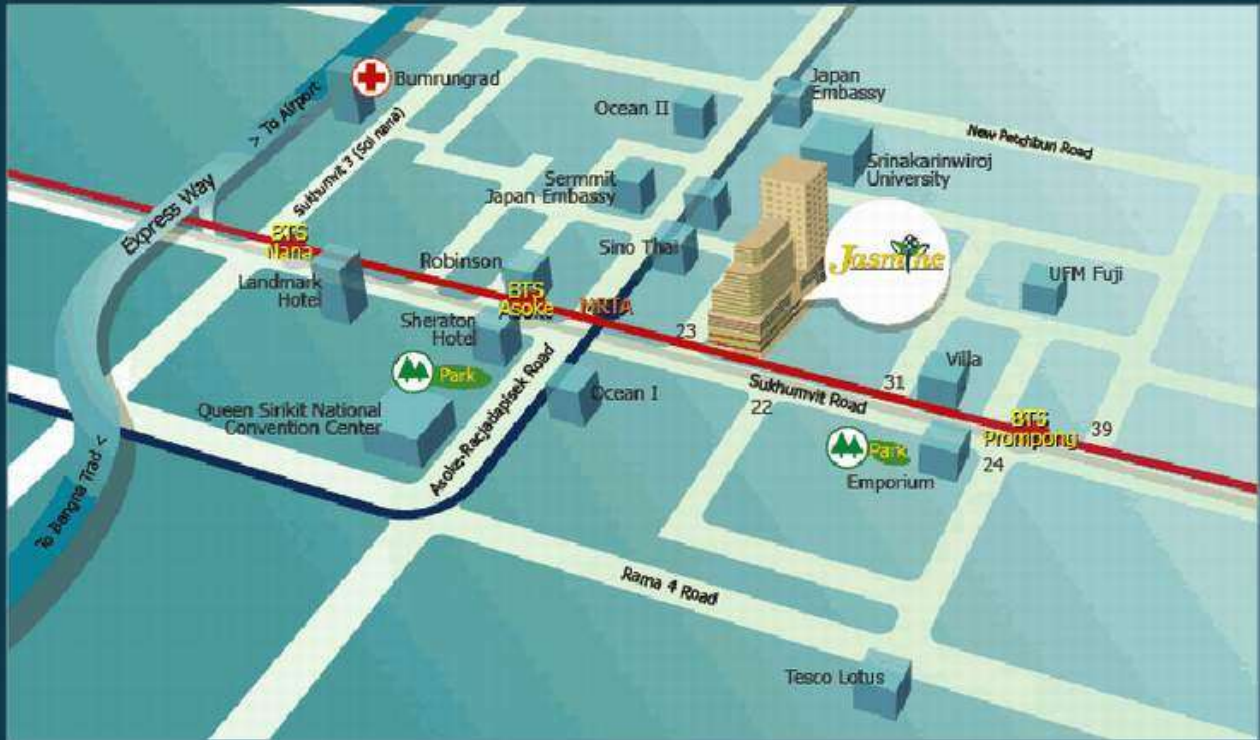 Bumrungrad
Japan
Embassy
Ocean II
> To Airport
New Petchburi Road
Sukhumvit 3 (Soi nana)
Srinakarinwiroj
University
Sermmit
Japan Embassy
Express Way
BTS
Nana
Sino Thai
Jasmine
Robinson
UFM Fuji
Landmark
Hotel
BTS
Asoke
MRTA
Sheraton
Hotel
23
Villa
Park
31
Sukhumvit Road
22
Ocean I
Queen Sirikit National
Convention Center
Asoke-Racjadapisek Road
BTS
Prompong
39
Park
24
Emporium
To Bangna Trad <
Rama 4 Road
Tesco Lotus